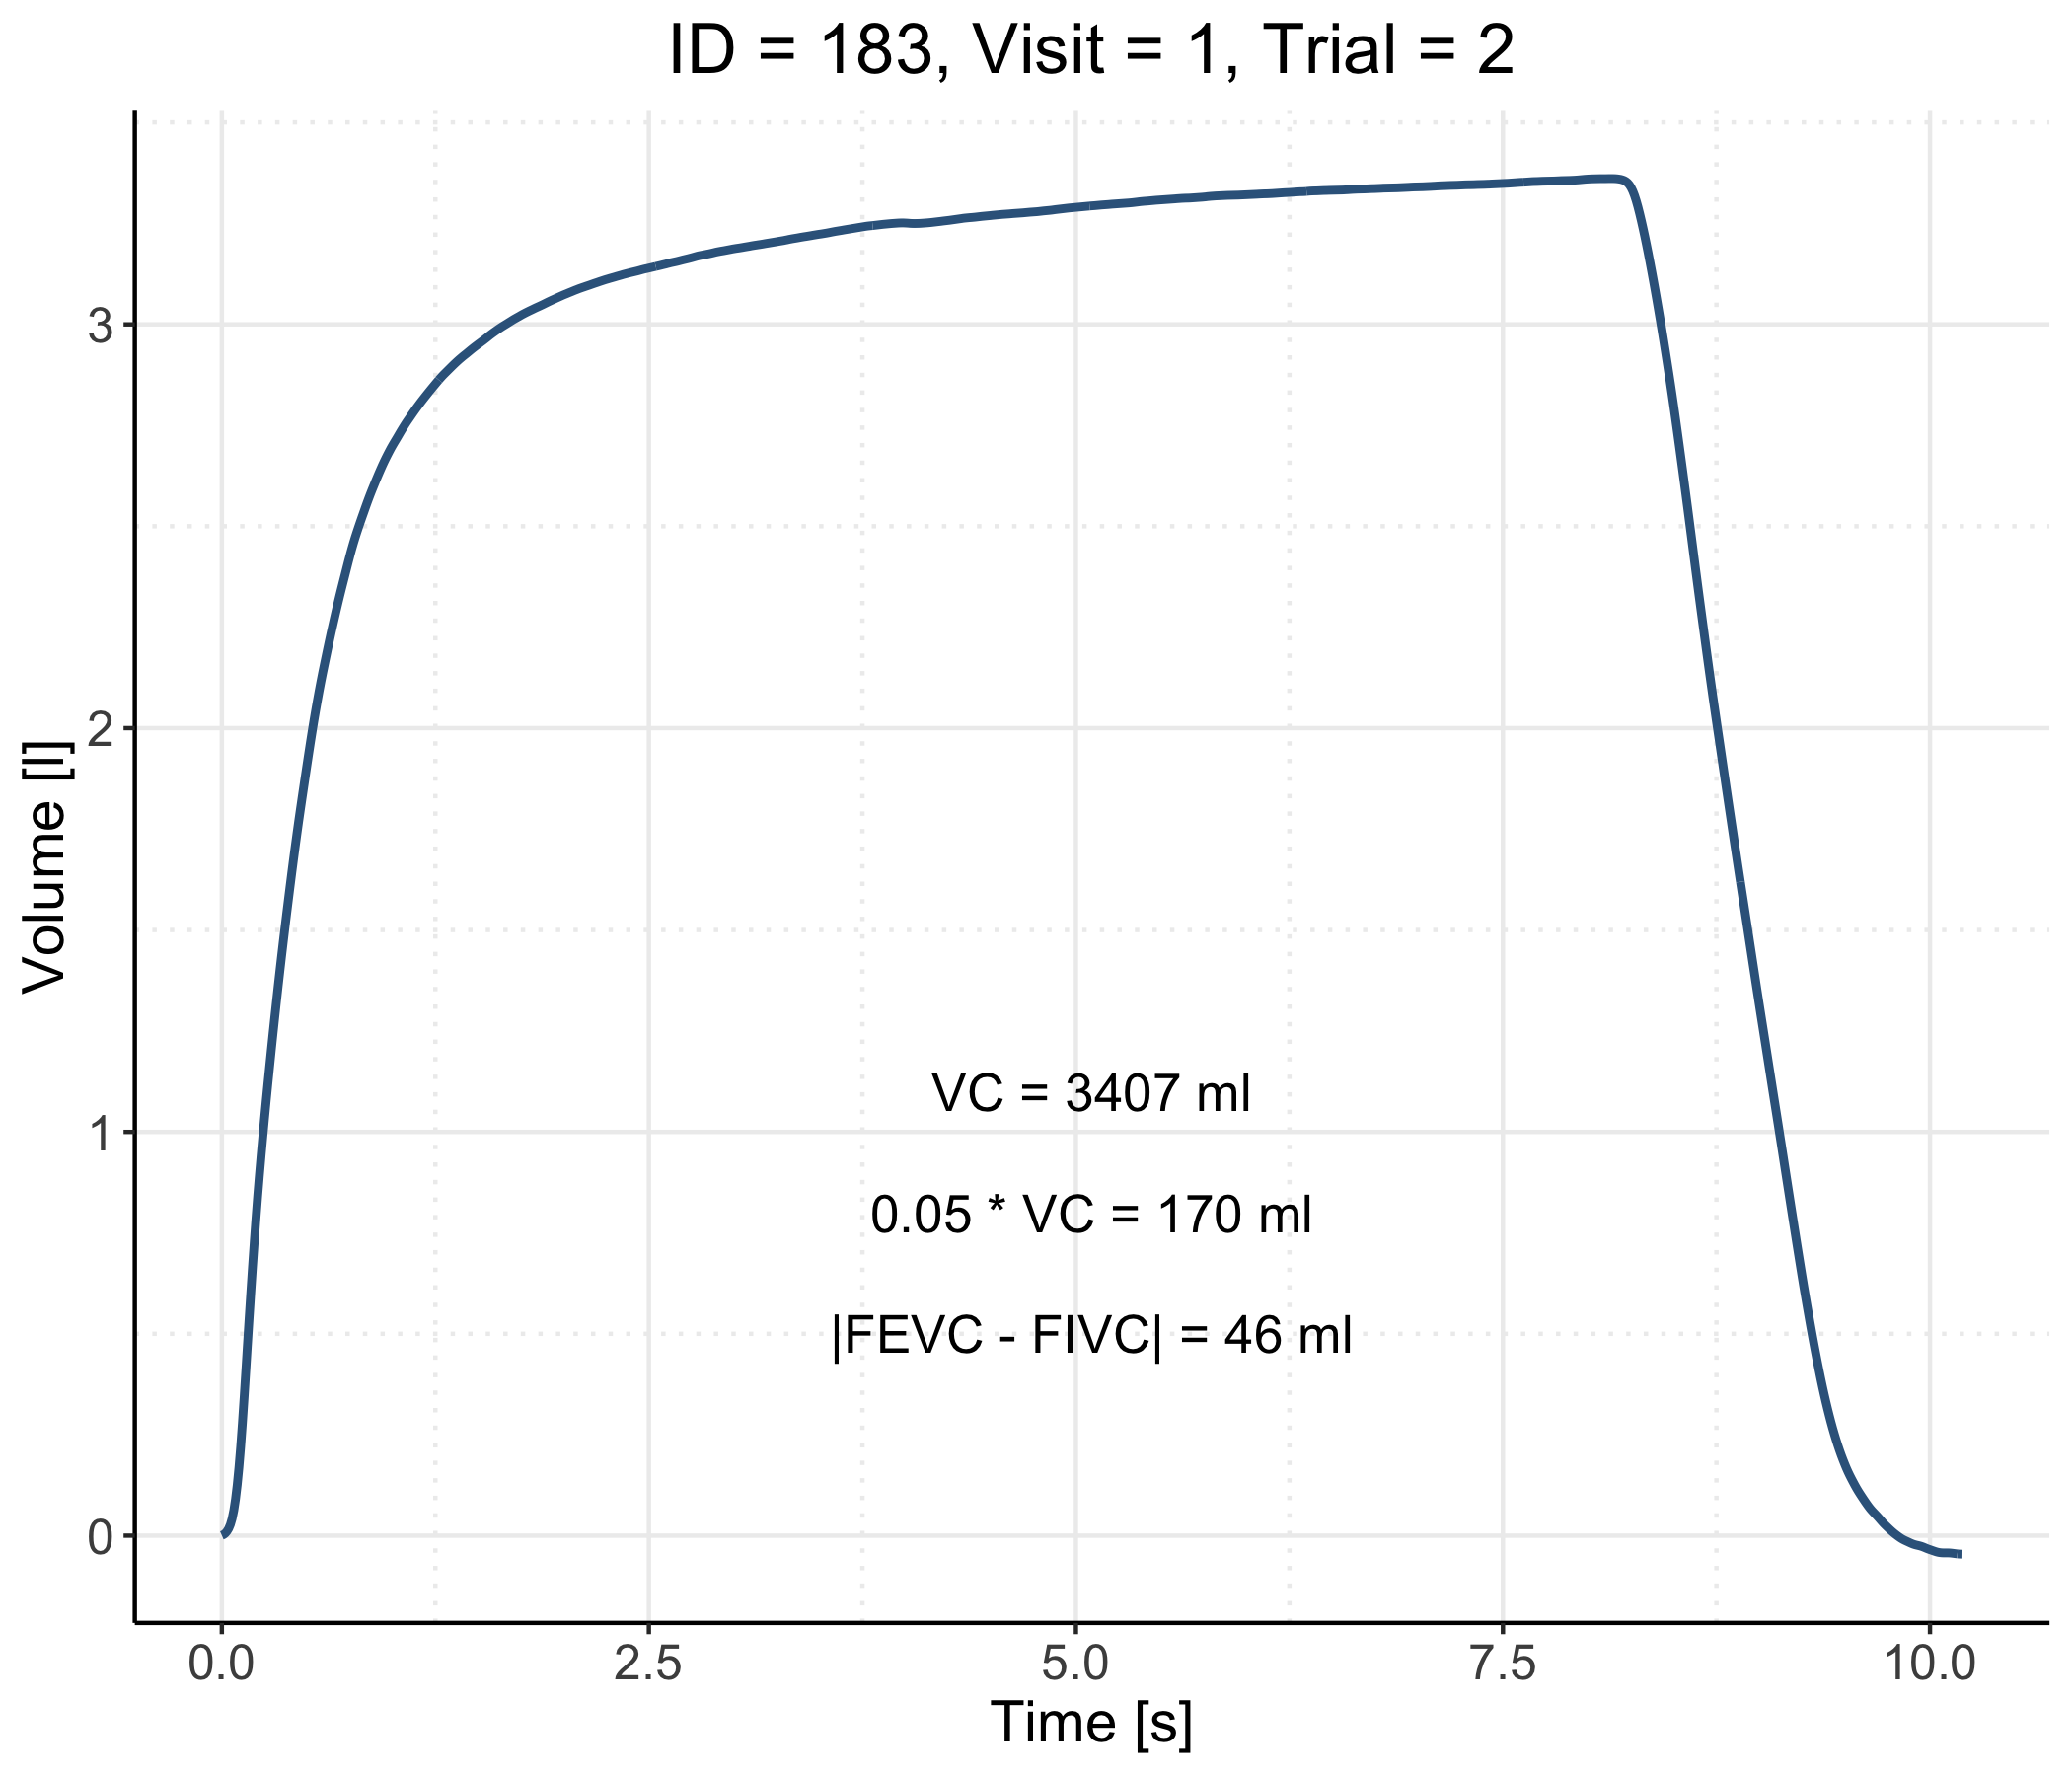 ID = 183, Visit = 1, Trial = 2
3
2
1
0
Volume [l]
VC = 3407 ml
0.05 * VC = 170 ml
|FEVC - FIVC| = 46 ml
0.0 2.5 5.0 7.5 10.0
Time [s]